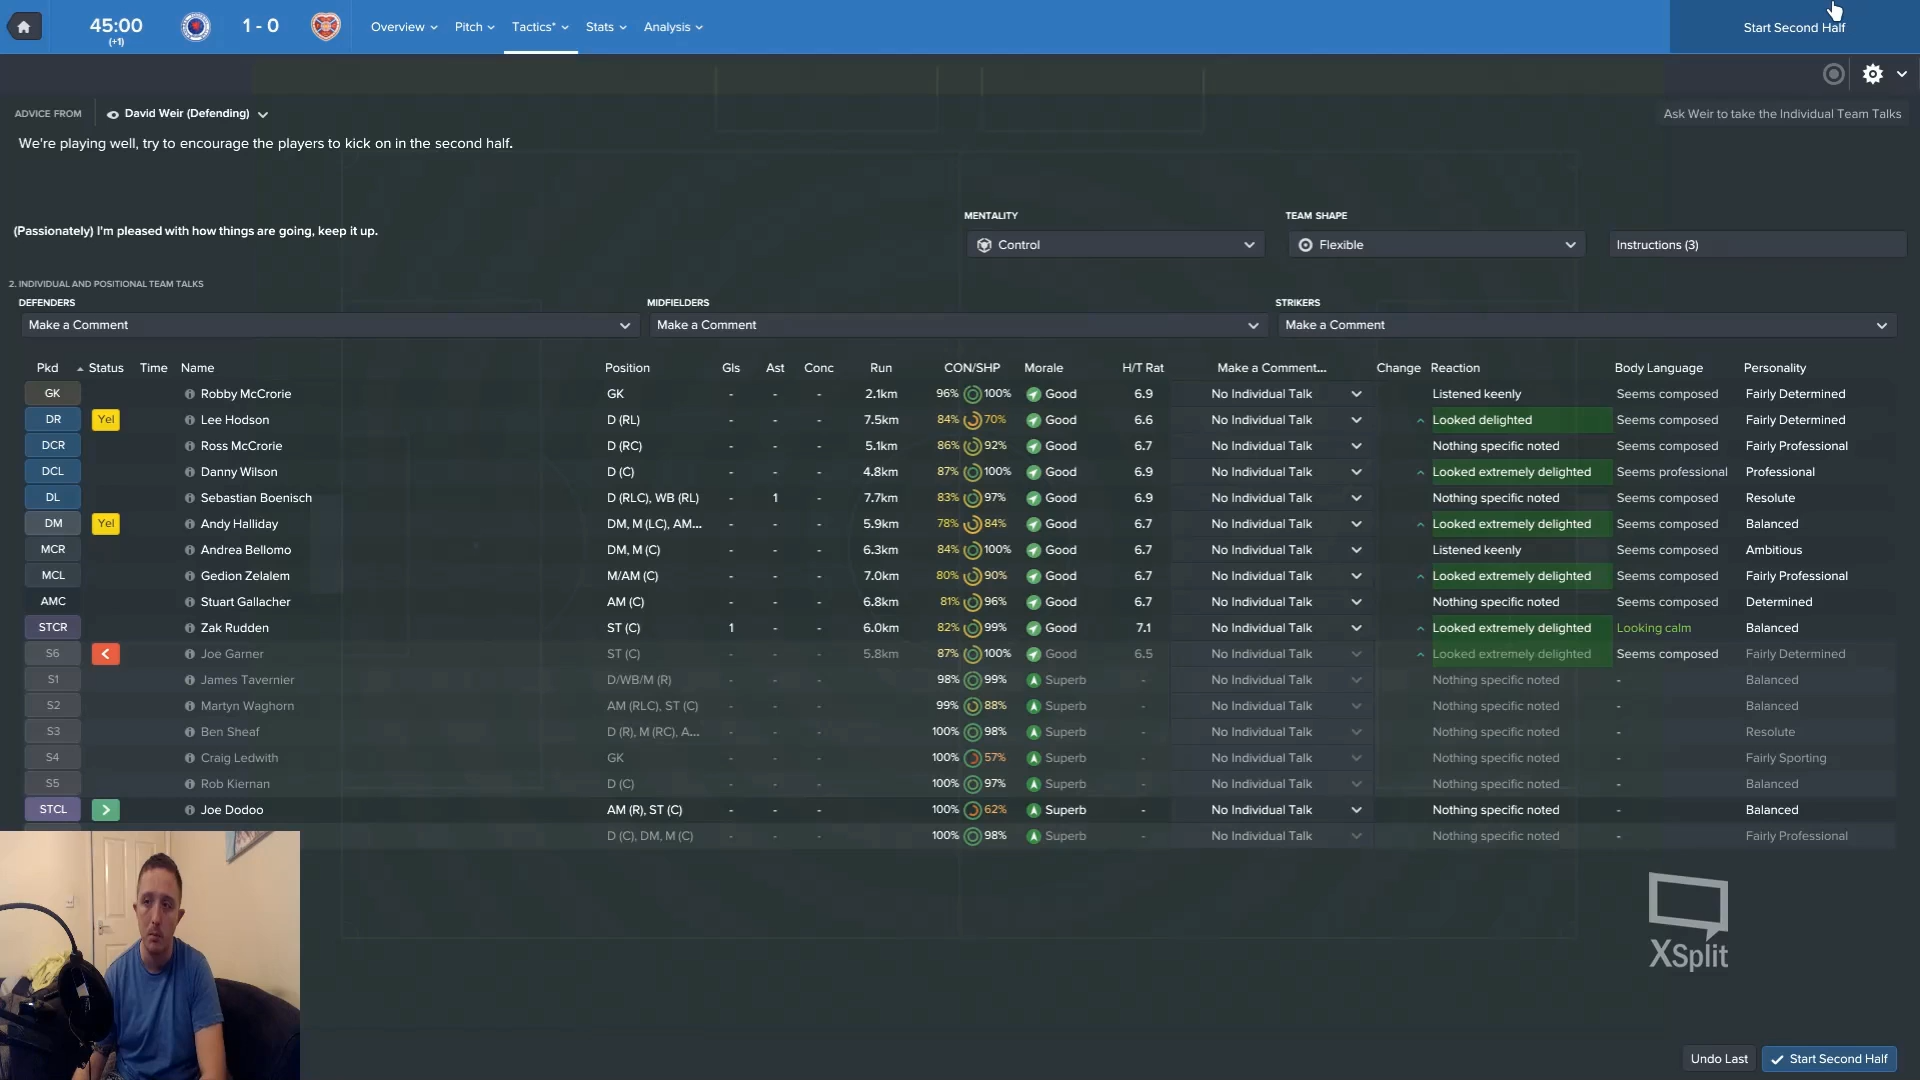 45:00 1 - 0 Overview Pitch Tactics* Stats Analysis Start Second Half
(+1)
ADVICE FROM David Weir (Defending) Ask Weir to take the Individual Team Talks
We're playing well, try to encourage the players to kick on in the second half.
MENTALITY TEAM SHAPE
(Passionately) I'm pleased with how things are going, keep it up.
Control Flexible Instructions (3)
2. INDIVIDUAL AND POSITIONAL TEAM TALKS
DEFENDERS MIDFIELDERS STRIKERS
Make a Comment Make a Comment Make a Comment
Pkd Status Time Name Position Gls Ast Conc Run CON/SHP Morale H/T Rat Make a Comment... Change Reaction Body Language Personality
GK Robby McCrorie GK - - - 2.1km 96% 100% Good 6.9 No Individual Talk Listened keenly Seems composed Fairly Determined
DR Yel Lee Hodson D (RL) - - - 7.5km 84% 70% Good 6.6 No Individual Talk Looked delighted Seems composed Fairly Determined
DCR Ross McCrorie D (RC) - - - 5.1km 86% 92% Good 6.7 No Individual Talk Nothing specific noted Seems composed Fairly Professional
DCL Danny Wilson D (C) - - - 4.8km 87% 100% Good 6.9 No Individual Talk Looked extremely delighted Seems professional Professional
DL Sebastian Boenisch D (RLC), WB (RL) - 1 - 7.7km 83% 97% Good 6.9 No Individual Talk Nothing specific noted Seems composed Resolute
DM Yel Andy Halliday DM, M (LC), AM... - - - 5.9km 78% 84% Good 6.7 No Individual Talk Looked extremely delighted Seems composed Balanced
MCR Andrea Bellomo DM, M (C) - - - 6.3km 84% 100% Good 6.7 No Individual Talk Listened keenly Seems composed Ambitious
MCL Gedion Zelalem M/AM (C) - - - 7.0km 80% 90% Good 6.7 No Individual Talk Looked extremely delighted Seems composed Fairly Professional
AMC Stuart Gallacher AM (C) - - - 6.8km 81% 96% Good 6.7 No Individual Talk Nothing specific noted Seems composed Determined
STCR Zak Rudden ST (C) 1 - - 6.0km 82% 99% Good 7.1 No Individual Talk Looked extremely delighted Looking calm Balanced
S6 Joe Garner ST (C) - - - 5.8km 87% 100% Good 6.5 No Individual Talk Looked extremely delighted Seems composed Fairly Determined
S1 James Tavernier D/WB/M (R) - - - - 98% 99% Superb - No Individual Talk Nothing specific noted - Balanced
S2 Martyn Waghorn AM (RLC), ST (C) - - - - 99% 88% Superb - No Individual Talk Nothing specific noted - Balanced
S3 Ben Sheaf D (R), M (RC), A... - - - - 100% 98% Superb - No Individual Talk Nothing specific noted - Resolute
S4 Craig Ledwith GK - - - - 100% 57% Superb - No Individual Talk Nothing specific noted - Fairly Sporting
S5 Rob Kiernan D (C) - - - - 100% 97% Superb - No Individual Talk Nothing specific noted - Balanced
STCL Joe Dodoo AM (R), ST (C) - - - - 100% 62% Superb - No Individual Talk Nothing specific noted - Balanced
D (C), DM, M (C) - - - - 100% 98% Superb - No Individual Talk Nothing specific noted - Fairly Professional
XSplit
Undo Last Start Second Half